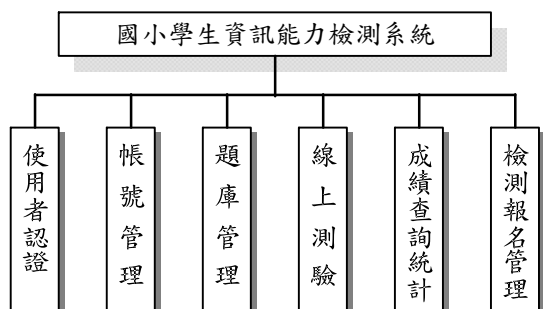 國小學生資訊能力檢測系統
使用者認證
帳號管理
題庫管理
線上測驗
成績查詢統計
檢測報名管理